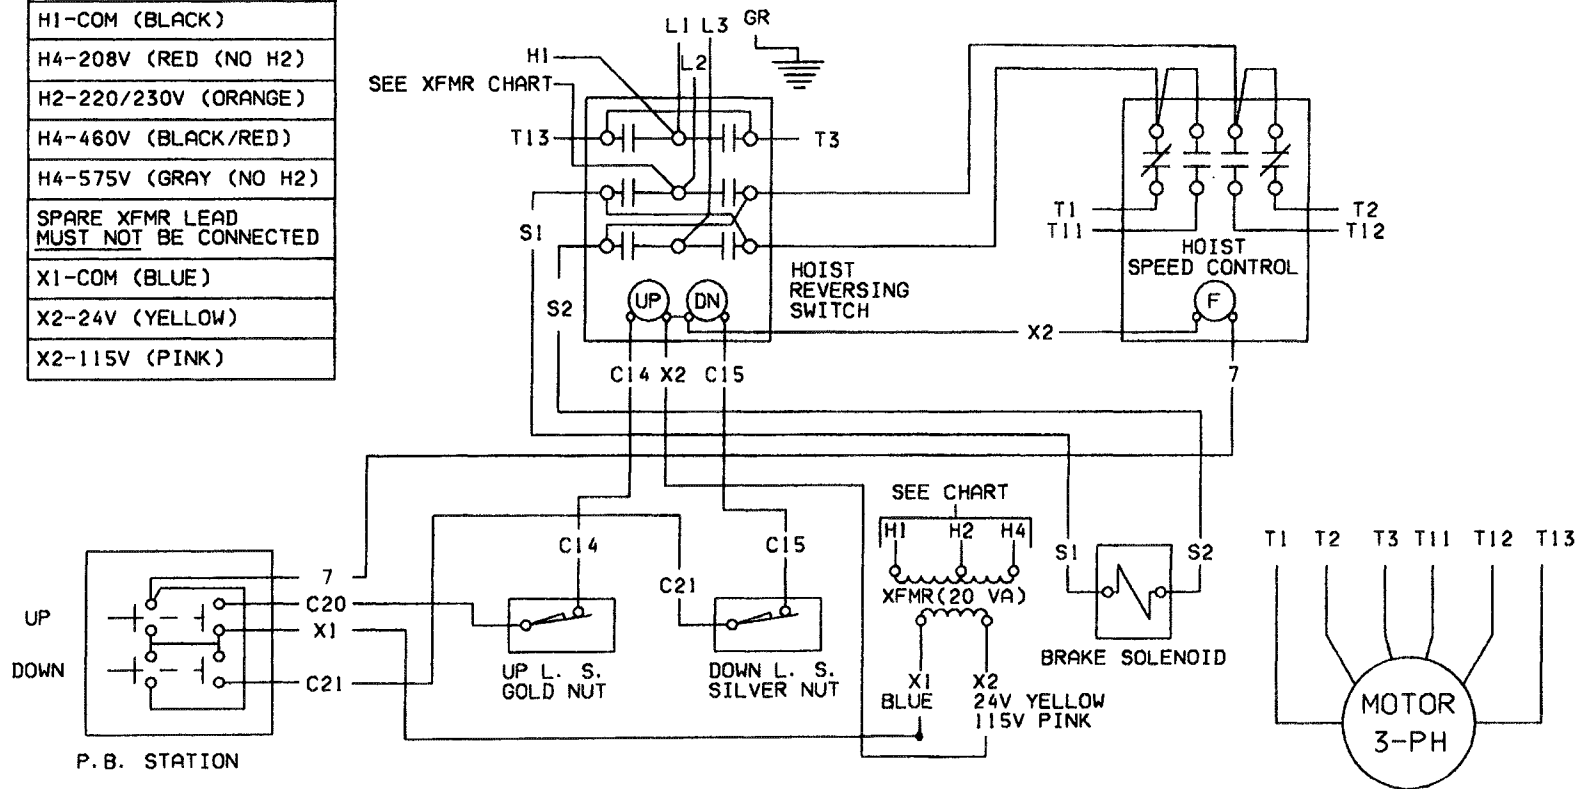 H1-COM (BLACK)
H4-208V (RED (NO H2)
H2-220/230V (ORANGE)
H4-460V (BLACK/RED)
H4-575V (GRAY (NO H2)
SPARE XFMR LEAD
MUST NOT BE CONNECTED
X1-COM (BLUE)
X2-24V (YELLOW)
X2-115V (PINK)
L1 L3 GR
H1 L2
SEE XFMR CHART
T13 T3
S1
S2
UP DN
HOIST
REVERSING
SWITCH
T1 T2
T11 T12
HOIST
SPEED CONTROL
F
X2
C14 X2 C15 7
SEE CHART
H1 H2 H4
C14 C15
C21
XFMR(20 VA)
S1 S2
BRAKE SOLENOID
T1 T2 T3 T11 T12 T13
7
C20
X1
C21
UP
DOWN
P.B. STATION
UP L. S.
GOLD NUT
DOWN L. S.
SILVER NUT
X1 X2
BLUE 24V YELLOW
115V PINK
MOTOR
3-PH